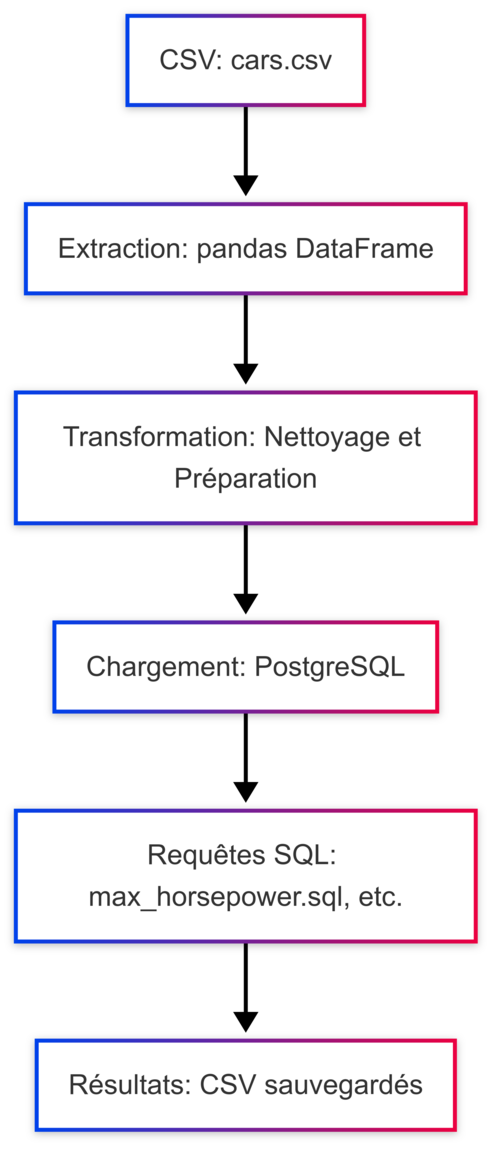 CSV: cars.csv
Extraction: pandas DataFrame
Transformation: Nettoyage et
Préparation
Chargement: PostgreSQL
Requêtes SQL:
max_horsepower.sql, etc.
Résultats: CSV sauvegardés